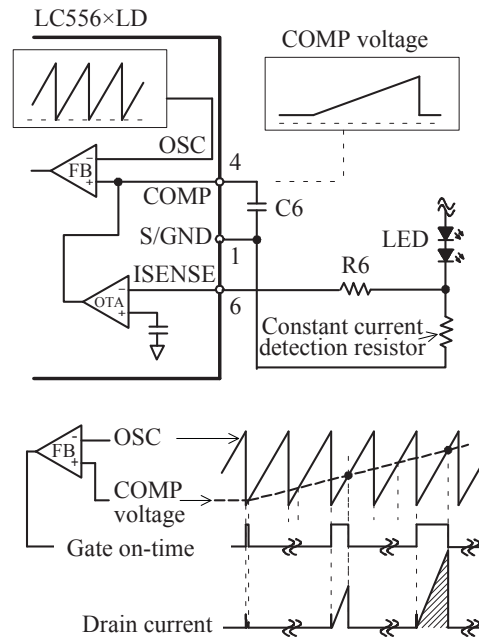 LC556×LD
COMP voltage
OSC
4
FB
-
+
COMP
C6
S/GND
1
LED
ISENSE
R6
-
OTA
+
6
Constant current
detection resistor
OSC
FB
-
+
COMP
voltage
Gate on-time
Drain current